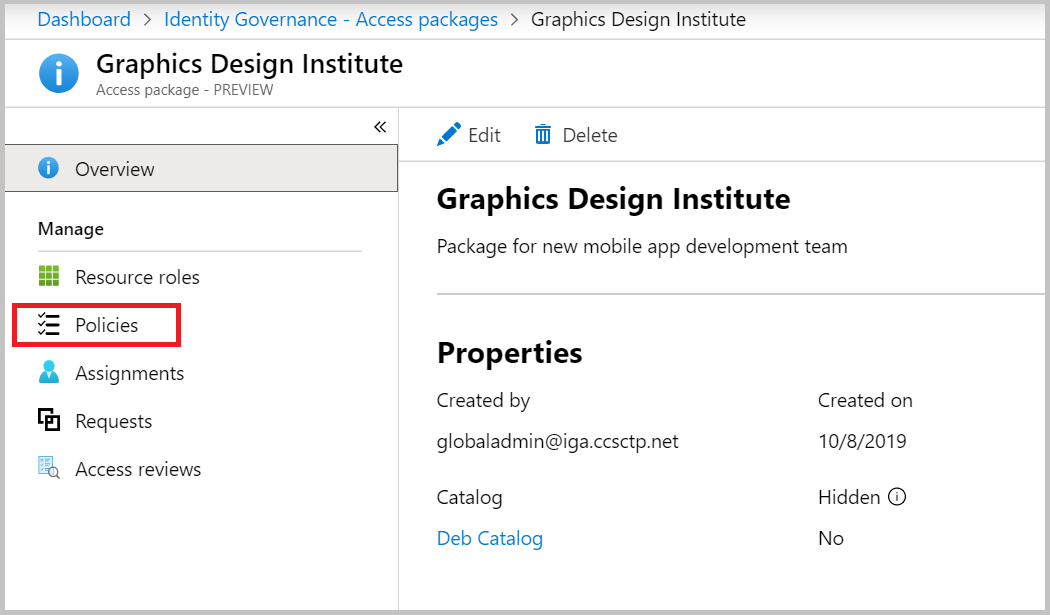 Dashboard > Identity Governance - Access packages > Graphics Design Institute
Graphics Design Institute
Access package - PREVIEW
«
Overview
Manage
Resource roles
Policies
Assignments
Requests
Access reviews
Edit Delete
Graphics Design Institute
Package for new mobile app development team
Properties
Created by
globaladmin@iga.ccsctp.net
Created on
10/8/2019
Catalog
Deb Catalog
Hidden
No